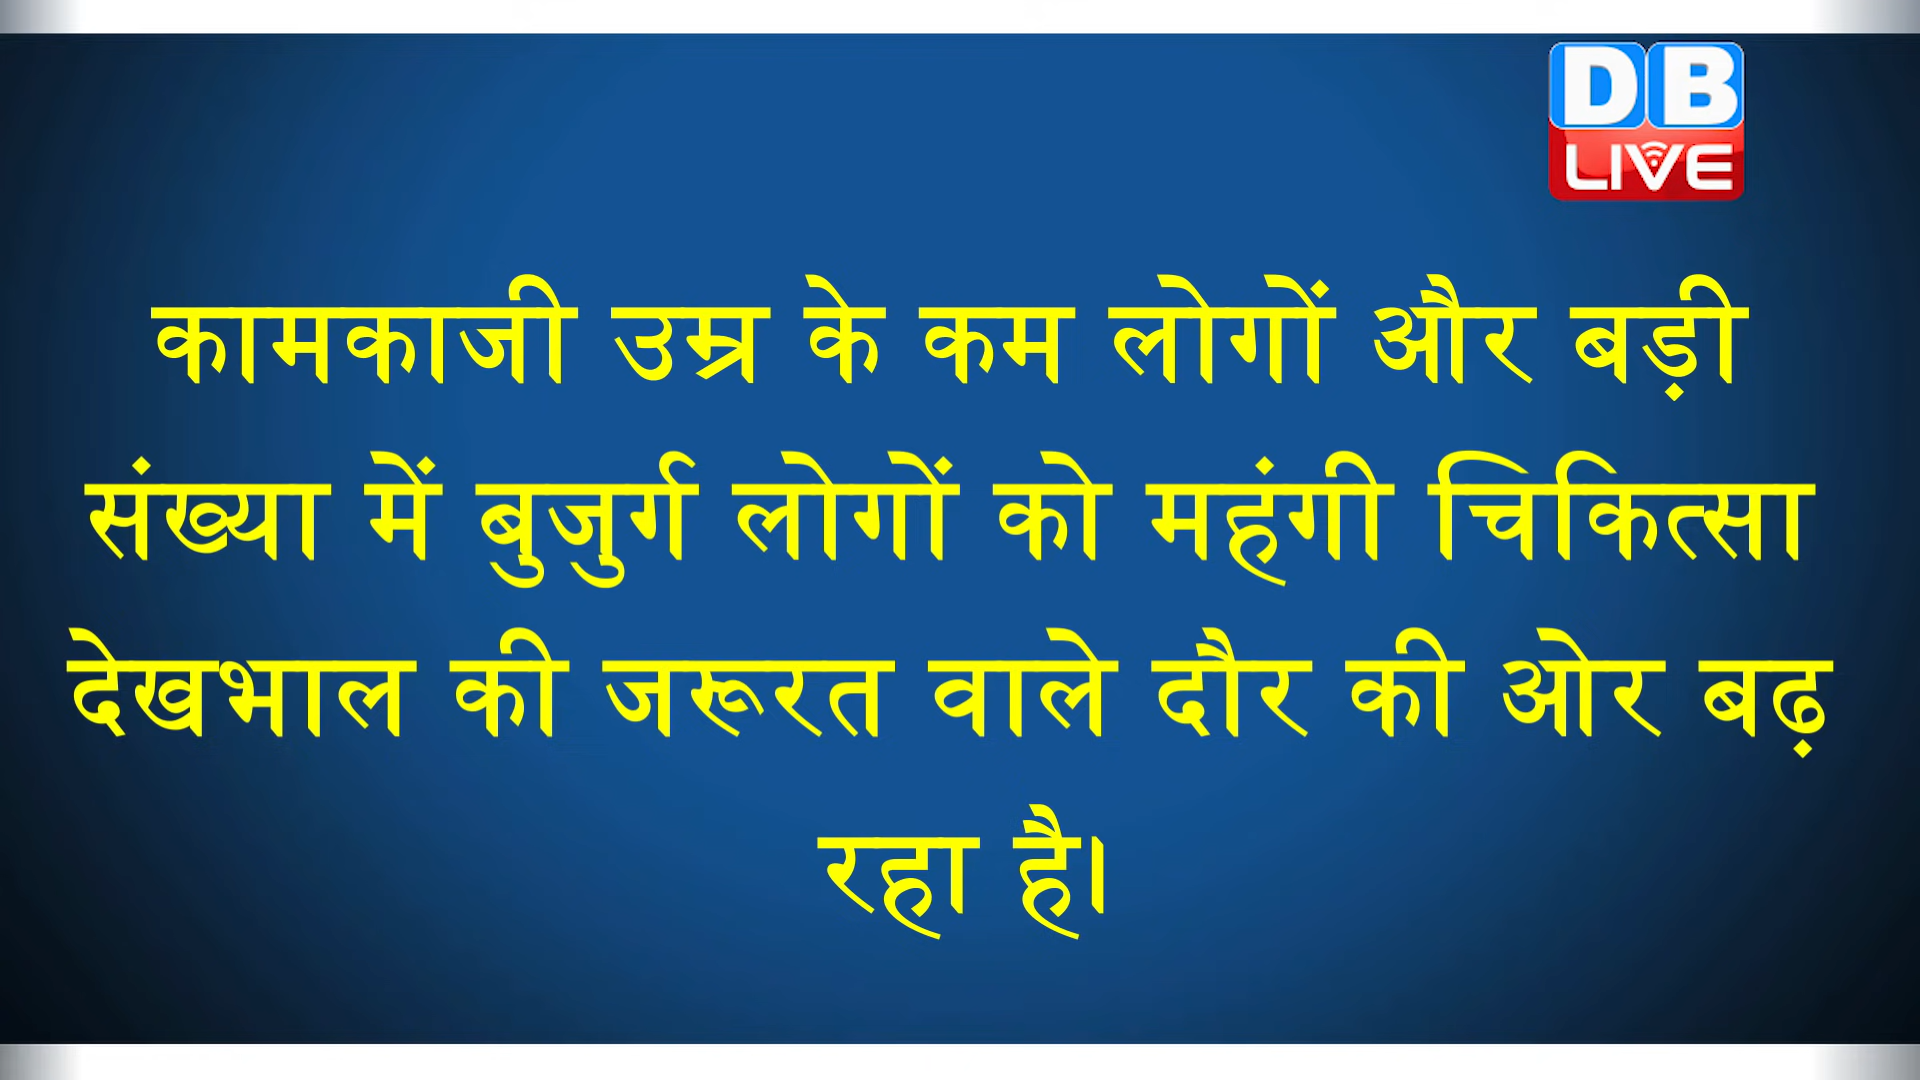 DB
LIVE
कामकाजी उम्र के कम लोगों और बड़ी
संख्या में बुजुर्ग लोगों को महंगी चिकित्सा
देखभाल की जरूरत वाले दौर की ओर बढ़
रहा है।